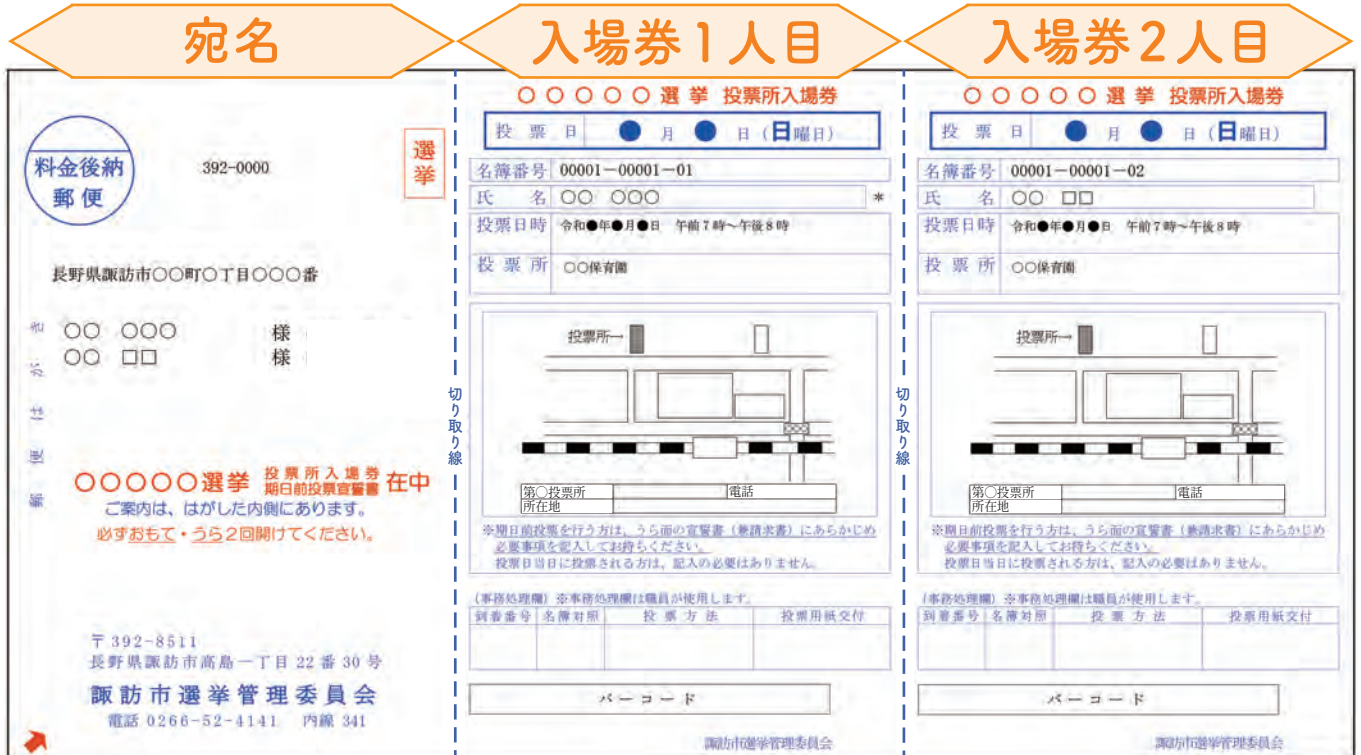 宛名
料金後納
郵便
392-0000
選挙
長野県諏訪市○○町○丁目○○○番
○○ ○○○ 様
○○ □□ 様
郵便はがき
○○○○○選挙 投票所入場券 期日前投票宣誓書 在中
ご案内は、はがした内側にあります。
必ずおもて・うら2回開けてください。
〒392-8511
長野県諏訪市高島一丁目22番30号
諏訪市選挙管理委員会
電話 0266-52-4141 内線 341
切り取り線
入場券1人目
○○○○○選挙 投票所入場券
投票日 ●月●日(日曜日)
名簿番号 00001-00001-01
氏名 ○○ ○○○ *
投票日時 令和●年●月●日 午前7時~午後8時
投票所 ○○保育園
投票所→
第○投票所 電話
所在地
※期日前投票を行う方は、うら面の宣誓書(兼請求書)にあらかじめ
必要事項を記入してお持ちください。
投票日当日に投票される方は、記入の必要はありません。
(事務処理欄)※事務処理欄は職員が使用します。
到着番号 名簿対照 投票方法 投票用紙交付
バーコード
諏訪市選挙管理委員会
切り取り線
入場券2人目
○○○○○選挙 投票所入場券
投票日 ●月●日(日曜日)
名簿番号 00001-00001-02
氏名 ○○ □□
投票日時 令和●年●月●日 午前7時~午後8時
投票所 ○○保育園
投票所→
第○投票所 電話
所在地
※期日前投票を行う方は、うら面の宣誓書(兼請求書)にあらかじめ
必要事項を記入してお持ちください。
投票日当日に投票される方は、記入の必要はありません。
(事務処理欄)※事務処理欄は職員が使用します。
到着番号 名簿対照 投票方法 投票用紙交付
バーコード
諏訪市選挙管理委員会